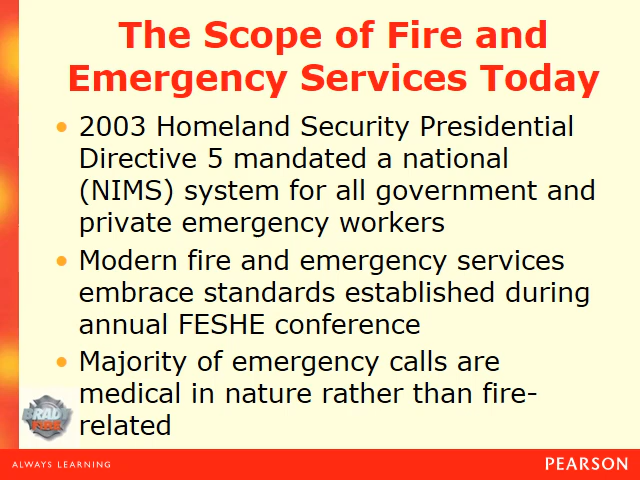 The Scope of Fire and
Emergency Services Today
• 2003 Homeland Security Presidential
Directive 5 mandated a national
(NIMS) system for all government and
private emergency workers
• Modern fire and emergency services
embrace standards established during
annual FESHE conference
• Majority of emergency calls are
medical in nature rather than fire-
related
BRADY
FIRE
ALWAYS LEARNING
PEARSON